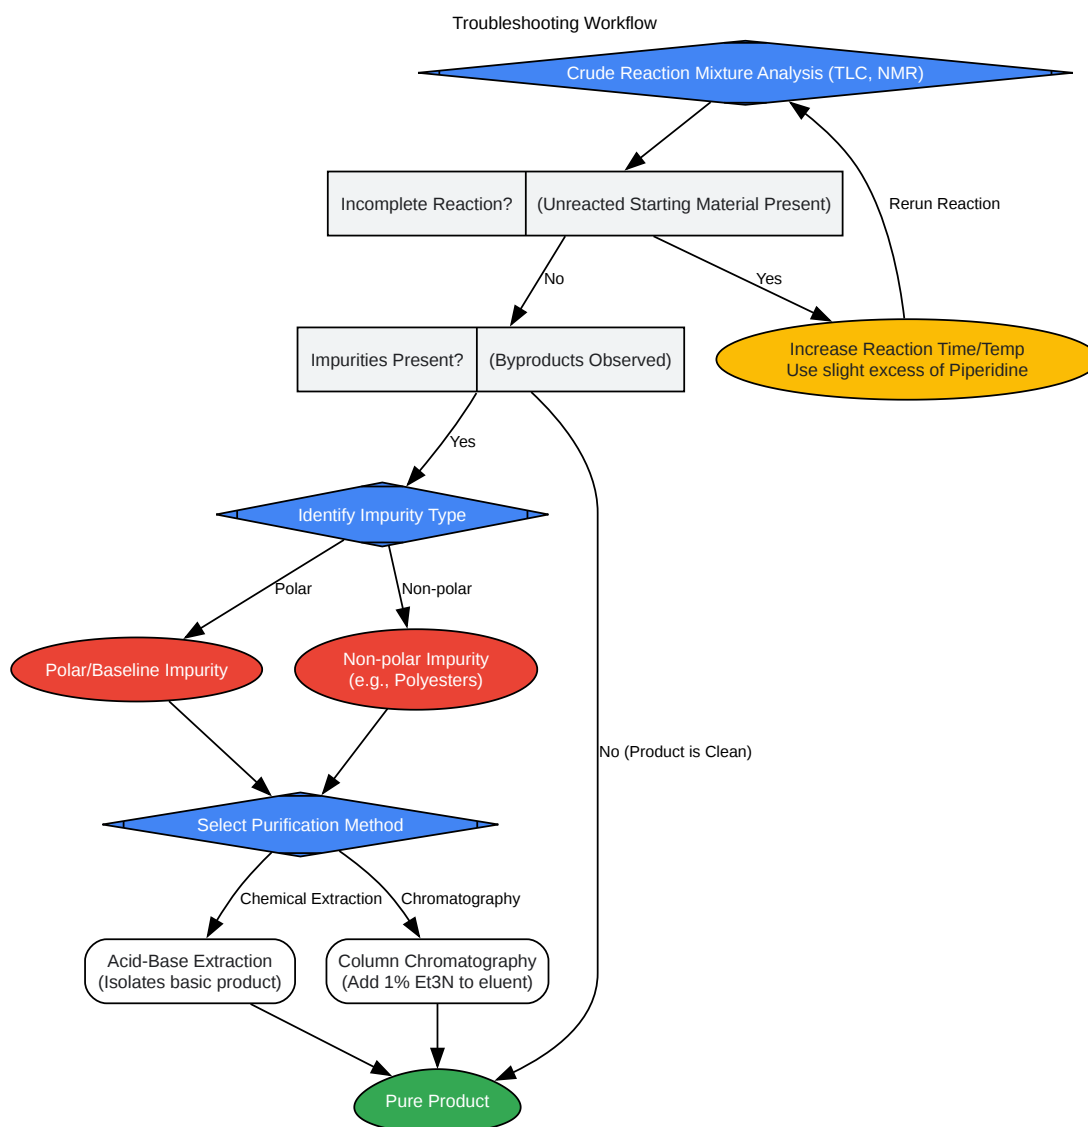 Troubleshooting Workflow
Crude Reaction Mixture Analysis (TLC, NMR)
Incomplete Reaction?
(Unreacted Starting Material Present)
Rerun Reaction
No
Yes
Impurities Present?
(Byproducts Observed)
Increase Reaction Time/Temp
Use slight excess of Piperidine
Yes
Identify Impurity Type
Polar
Non-polar
Polar/Baseline Impurity
Non-polar Impurity
(e.g., Polyesters)
No (Product is Clean)
Select Purification Method
Chemical Extraction
Chromatography
Acid-Base Extraction
(Isolates basic product)
Column Chromatography
(Add 1% Et3N to eluent)
Pure Product